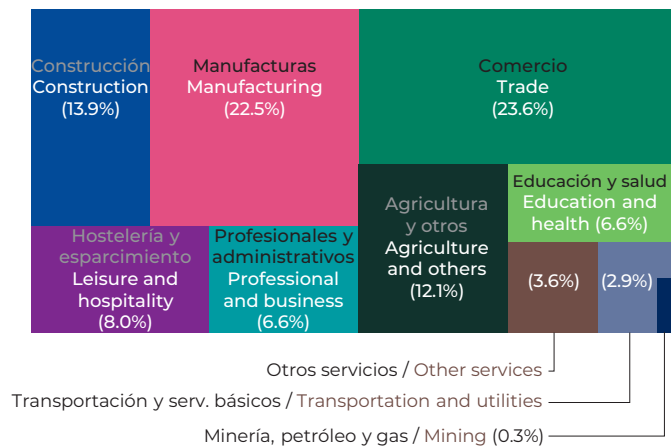 Construcción
Construction
(13.9%)
Manufacturas
Manufacturing
(22.5%)
Comercio
Trade
(23.6%)
Hostelería y
esparcimiento
Leisure and
hospitality
(8.0%)
Profesionales y
administrativos
Professional
and business
(6.6%)
Agricultura
y otros
Agriculture
and others
(12.1%)
Educación y salud
Education and
health (6.6%)
(3.6%)
(2.9%)
Otros servicios / Other services
Transportación y serv. básicos / Transportation and utilities
Minería, petróleo y gas / Mining (0.3%)